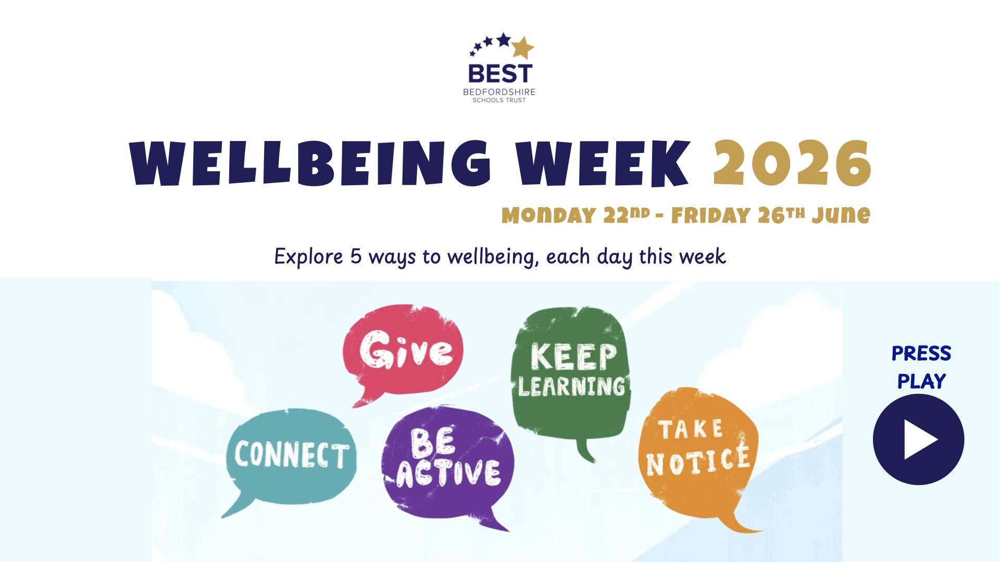 BEST
BEDFORDSHIRE
SCHOOLS TRUST
WELLBEING WEEK 2026
MONDAY 22ND - FRIDAY 26TH JUNE
Explore 5 ways to wellbeing, each day this week
Give
KEEP
LEARNING
CONNECT
BE
ACTIVE
TAKE
NOTICE
PRESS
PLAY